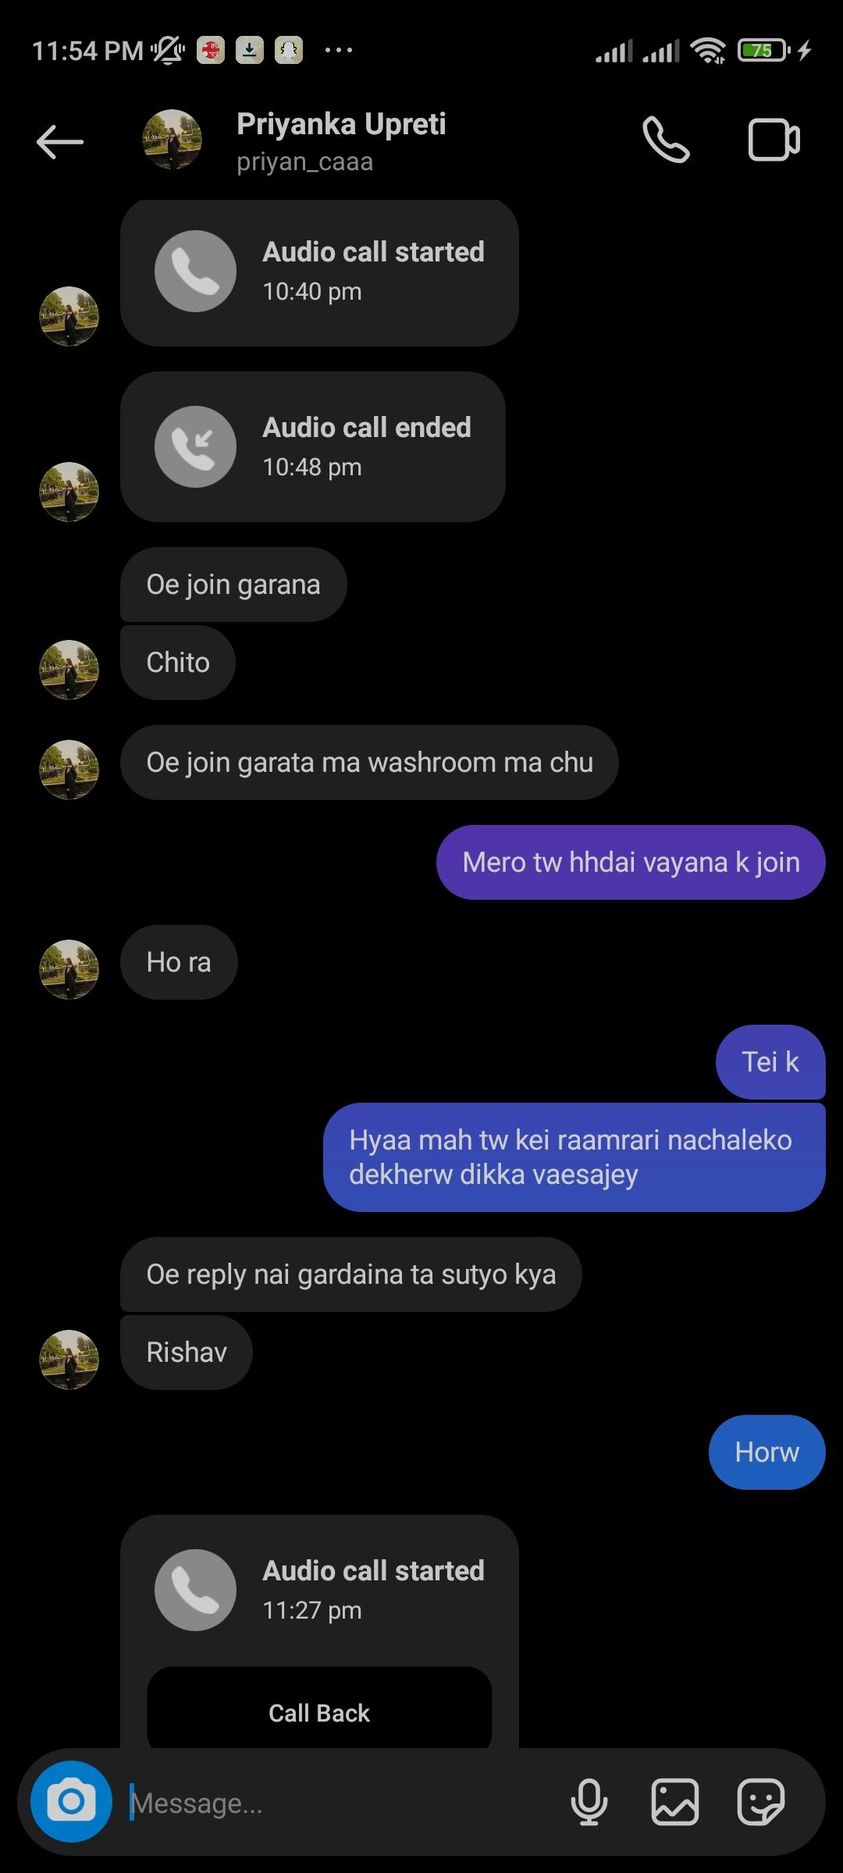 11:54 PM
75
Priyanka Upreti
priyan_caaa
Audio call started
10:40 pm
Audio call ended
10:48 pm
Oe join garana
Chito
Oe join garata ma washroom ma chu
Mero tw hhdai vayana k join
Ho ra
Tei k
Hyaa mah tw kei raamrari nachaleko
dekherw dikka vaesajey
Oe reply nai gardaina ta sutyo kya
Rishav
Horw
Audio call started
11:27 pm
Call Back
Message...